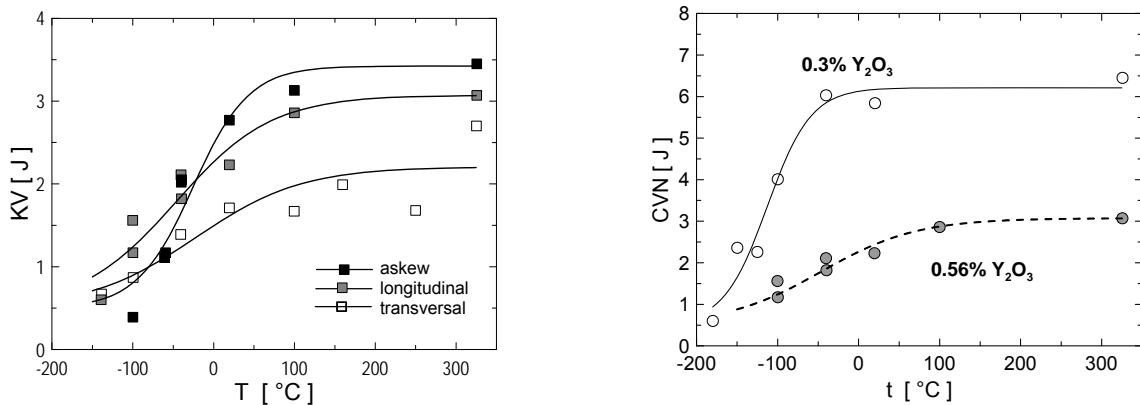 4
3
2
1
0
-200
-100
0
100
200
300
KV [ J ]
T [ °C]
askew
longitudinal
transversal
8
7
6
5
4
3
2
1
0
-200
-100
0
100
200
300
CVN [ J ]
t [ °C]
0.3% Y₂O₃
0.56% Y₂O₃